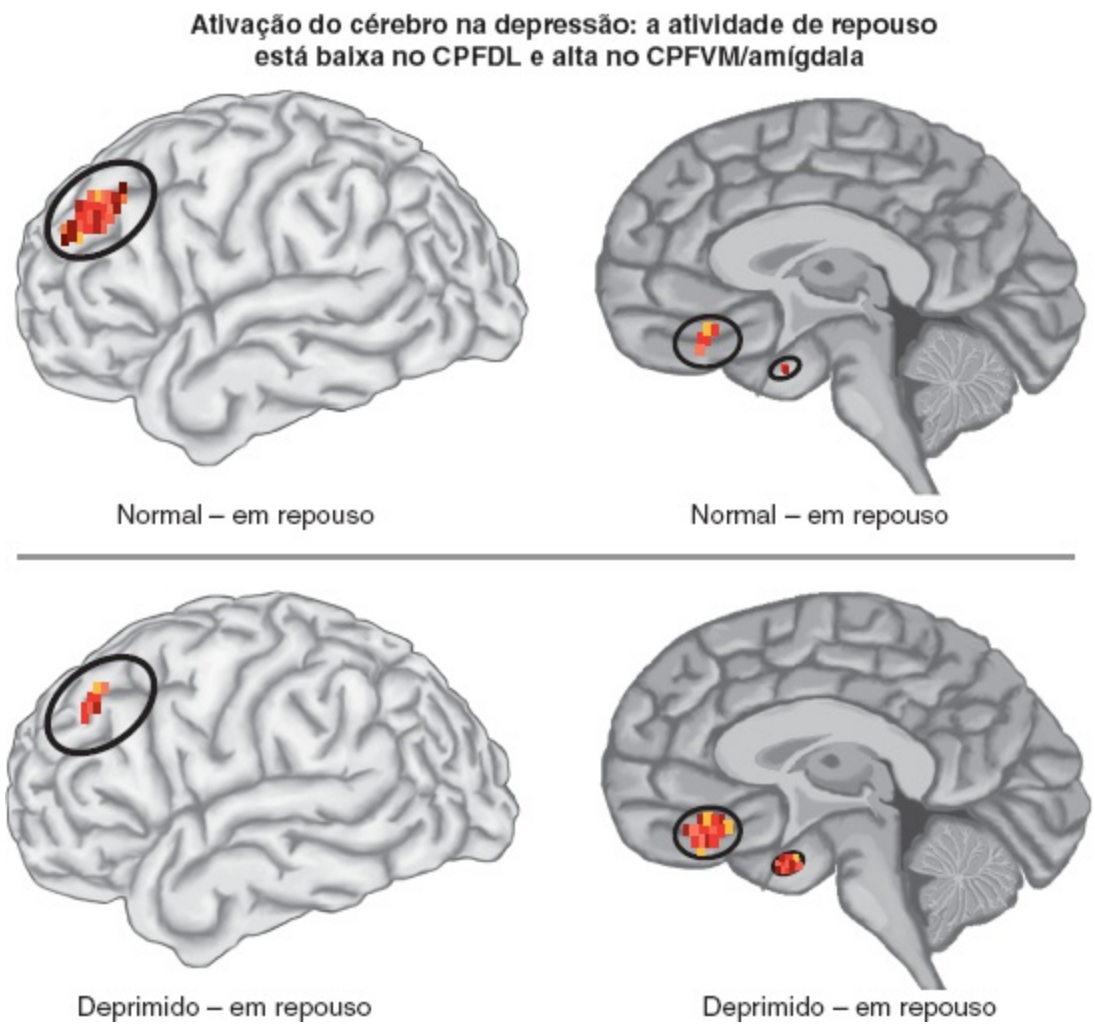 Ativação do cérebro na depressão: a atividade de repouso
está baixa no CPFDL e alta no CPFVM/amígdala
Normal – em repouso
Normal – em repouso
Deprimido – em repouso
Deprimido – em repouso